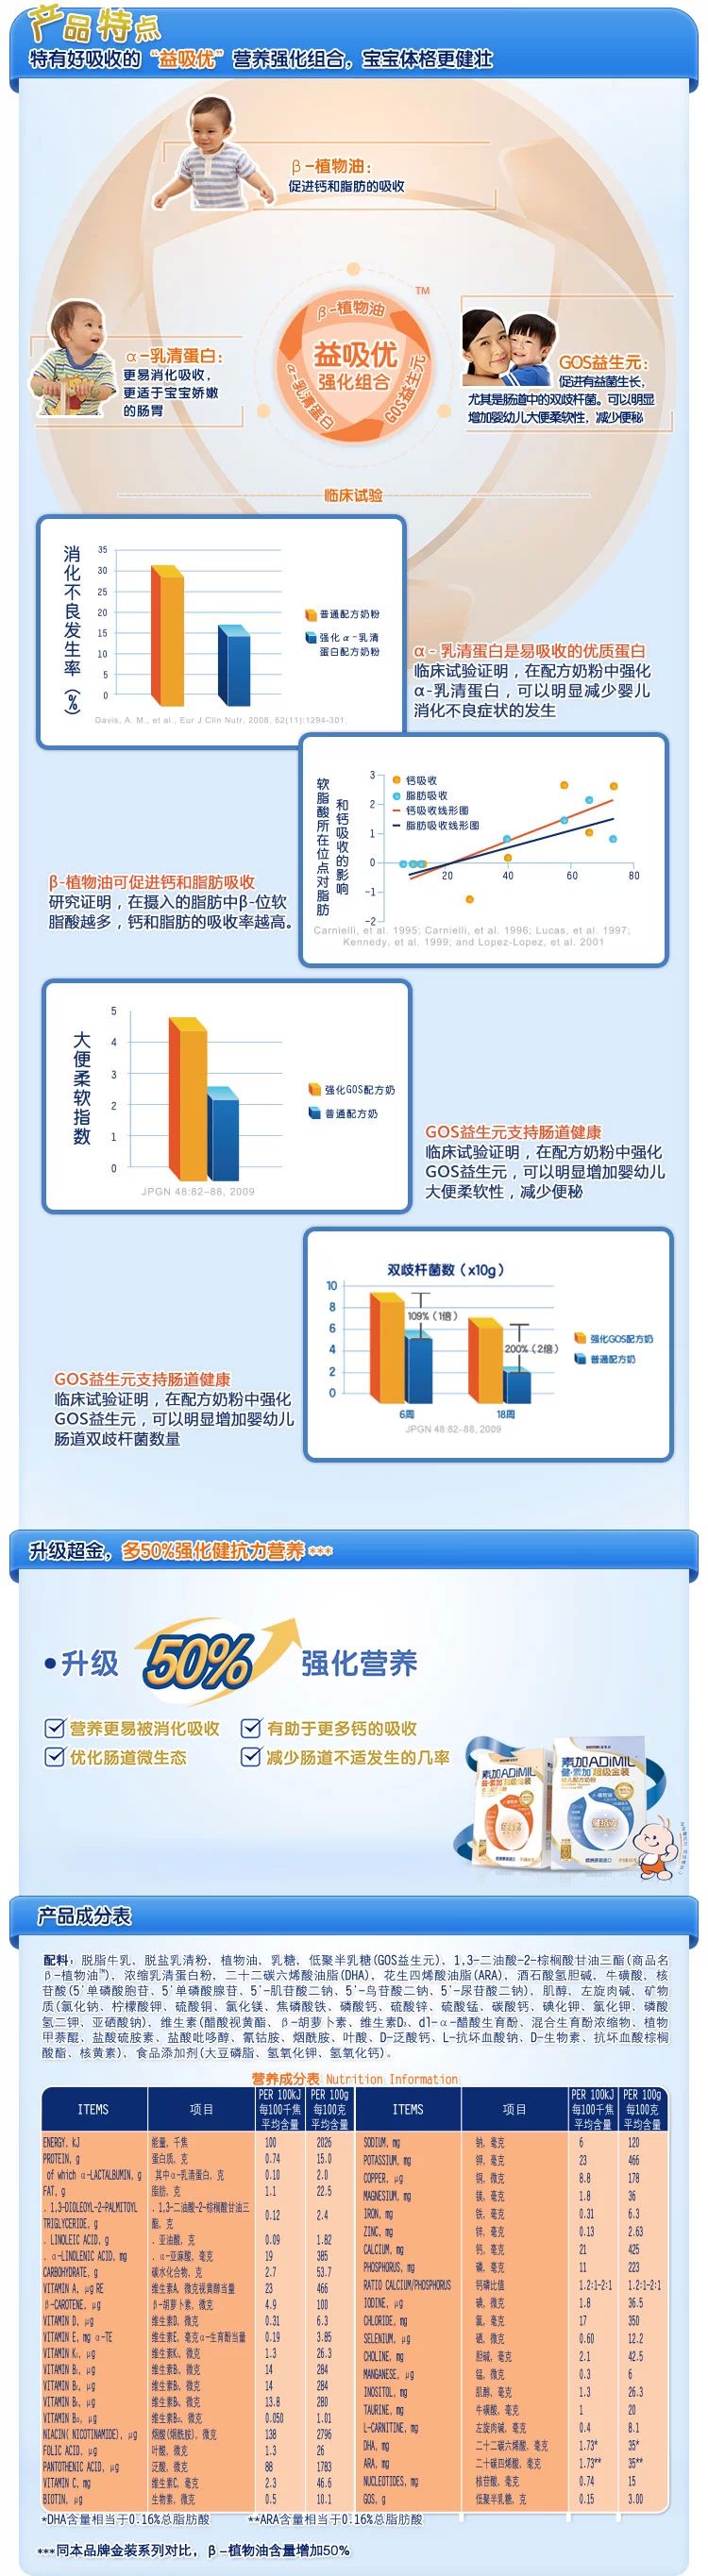 产品特点
特有好吸收的“益吸优”营养强化组合，宝宝体格更健壮
β-植物油：
促进钙和脂肪的吸收
TM
β-植物油
益吸优
强化组合
α-乳清蛋白
GOS益生元
α-乳清蛋白：
更易消化吸收，
更适于宝宝娇嫩
的肠胃
GOS益生元：
促进有益菌生长，
尤其是肠道中的双歧杆菌。可以明显
增加婴幼儿大便柔软性，减少便秘
临床试验
消化不良发生率（%）
35
30
25
20
15
10
5
0
普通配方奶粉
强化α-乳清
蛋白配方奶粉
Davis, A. M., et al., Eur J Clin Nutr, 2008. 62(11):1294-301.
α-乳清蛋白是易吸收的优质蛋白
临床试验证明，在配方奶粉中强化
α-乳清蛋白，可以明显减少婴儿
消化不良症状的发生
软脂酸所在位点对脂肪
和钙吸收的影响
3
2
1
0
-1
-2
20 40 60 80
钙吸收
脂肪吸收
钙吸收线形图
脂肪吸收线形图
Carnielli, et al. 1995; Carnielli, et al. 1996; Lucas, et al. 1997;
Kennedy, et al. 1999; and Lopez-Lopez, et al. 2001
β-植物油可促进钙和脂肪吸收
研究证明，在摄入的脂肪中β-位软
脂酸越多，钙和脂肪的吸收率越高。
大便柔软指数
5
4
3
2
1
0
强化GOS配方奶
普通配方奶
JPGN 48:82-88, 2009
GOS益生元支持肠道健康
临床试验证明，在配方奶粉中强化
GOS益生元，可以明显增加婴幼儿
大便柔软性，减少便秘
双歧杆菌数（x10g）
10
8
6
4
2
0
109%（1倍）
200%（2倍）
6周 18周
强化GOS配方奶
普通配方奶
JPGN 48:82-88, 2009
GOS益生元支持肠道健康
临床试验证明，在配方奶粉中强化
GOS益生元，可以明显增加婴幼儿
肠道双歧杆菌数量
升级超金，多50%强化健抗力营养***
•升级 50% 强化营养
营养更易被消化吸收 有助于更多钙的吸收
优化肠道微生态 减少肠道不适发生的几率
素加ADiMIL
素加ADiMIL
健·素加 超级金装
产品成分表
配料：脱脂牛乳、脱盐乳清粉、植物油、乳糖、低聚半乳糖(GOS益生元)、1,3-二油酸-2-棕榈酸甘油三酯(商品名
β-植物油™)、浓缩乳清蛋白粉、二十二碳六烯酸油脂(DHA)、花生四烯酸油脂(ARA)、酒石酸氢胆碱、牛磺酸、核
苷酸(5'单磷酸胞苷、5'单磷酸腺苷、5'-肌苷酸二钠、5'-鸟苷酸二钠、5'-尿苷酸二钠)、肌醇、左旋肉碱、矿物
质(氯化钠、柠檬酸钾、硫酸铜、氯化镁、焦磷酸铁、磷酸钙、硫酸锌、硫酸锰、碳酸钙、碘化钾、氯化钾、磷酸
氢二钾、亚硒酸钠)、维生素(醋酸视黄酯、β-胡萝卜素、维生素D₃、dl-α-醋酸生育酚、混合生育酚浓缩物、植物
甲萘醌、盐酸硫胺素、盐酸吡哆醇、氰钴胺、烟酰胺、叶酸、D-泛酸钙、L-抗坏血酸钠、D-生物素、抗坏血酸棕榈
酸酯、核黄素)、食品添加剂(大豆磷脂、氢氧化钾、氢氧化钙)。
营养成分表 Nutrition Information
ITEMS 项目 PER 100KJ 每100千焦 平均含量 PER 100g 每100克 平均含量
ENERGY, kJ 能量，千焦 100 2026
PROTEIN, g 蛋白质，克 0.74 15.0
of which α-LACTALBUMIN, g 其中α-乳清蛋白，克 0.10 2.0
FAT, g 脂肪，克 1.1 22.5
. 1,3-DIOLEOYL-2-PALMITOYL TRIGLYCERIDE, g . 1,3-二油酸-2-棕榈酸甘油三酯，克 0.12 2.4
. LINOLEIC ACID, g . 亚油酸，克 0.09 1.82
. α-LINOLENIC ACID, mg . α-亚麻酸，毫克 19 385
CARBOHYDRATE, g 碳水化合物，克 2.7 53.7
VITAMIN A, μg RE 维生素A，微克视黄醇当量 23 466
β-CAROTENE, μg β-胡萝卜素，微克 4.9 100
VITAMIN D, μg 维生素D，微克 0.31 6.3
VITAMIN E, mg α-TE 维生素E，毫克α-生育酚当量 0.19 3.85
VITAMIN K₁, μg 维生素K₁，微克 1.3 26.3
VITAMIN B₁, μg 维生素B₁，微克 14 284
VITAMIN B₂, μg 维生素B₂，微克 14 284
VITAMIN B₆, μg 维生素B₆，微克 13.8 280
VITAMIN B₁₂, μg 维生素B₁₂，微克 0.050 1.01
NIACIN( NICOTINAMIDE), μg 烟酸(烟酰胺)，微克 138 2796
FOLIC ACID, μg 叶酸，微克 1.3 26
PANTOTHENIC ACID, μg 泛酸，微克 88 1783
VITAMIN C, mg 维生素C，毫克 2.3 46.6
BIOTIN, μg 生物素，微克 0.5 10.1
ITEMS 项目 PER 100KJ 每100千焦 平均含量 PER 100g 每100克 平均含量
SODIUM, mg 钠，毫克 6 120
POTASSIUM, mg 钾，毫克 23 466
COPPER, μg 铜，微克 8.8 178
MAGNESIUM, mg 镁，毫克 1.8 36
IRON, mg 铁，毫克 0.31 6.3
ZINC, mg 锌，毫克 0.13 2.63
CALCIUM, mg 钙，毫克 21 425
PHOSPHORUS, mg 磷，毫克 11 223
RATIO CALCIUM/PHOSPHORUS 钙磷比值 1.2:1-2:1 1.2:1-2:1
IODINE, μg 碘，微克 1.8 36.5
CHLORIDE, mg 氯，毫克 17 350
SELENIUM, μg 硒，微克 0.60 12.2
CHOLINE, mg 胆碱，毫克 2.1 42.5
MANGANESE, μg 锰，微克 0.3 6
INOSITOL, mg 肌醇，毫克 1.3 26.3
TAURINE, mg 牛磺酸，毫克 1 20
L-CARNITINE, mg 左旋肉碱，毫克 0.4 8.1
DHA, mg 二十二碳六烯酸，毫克 1.73* 35*
ARA, mg 二十碳四烯酸，毫克 1.73** 35**
NUCLEOTIDES, mg 核苷酸，毫克 0.74 15
GOS, g 低聚半乳糖，克 0.15 3.00
*DHA含量相当于0.16%总脂肪酸 **ARA含量相当于0.16%总脂肪酸
***同本品牌金装系列对比，β-植物油含量增加50%